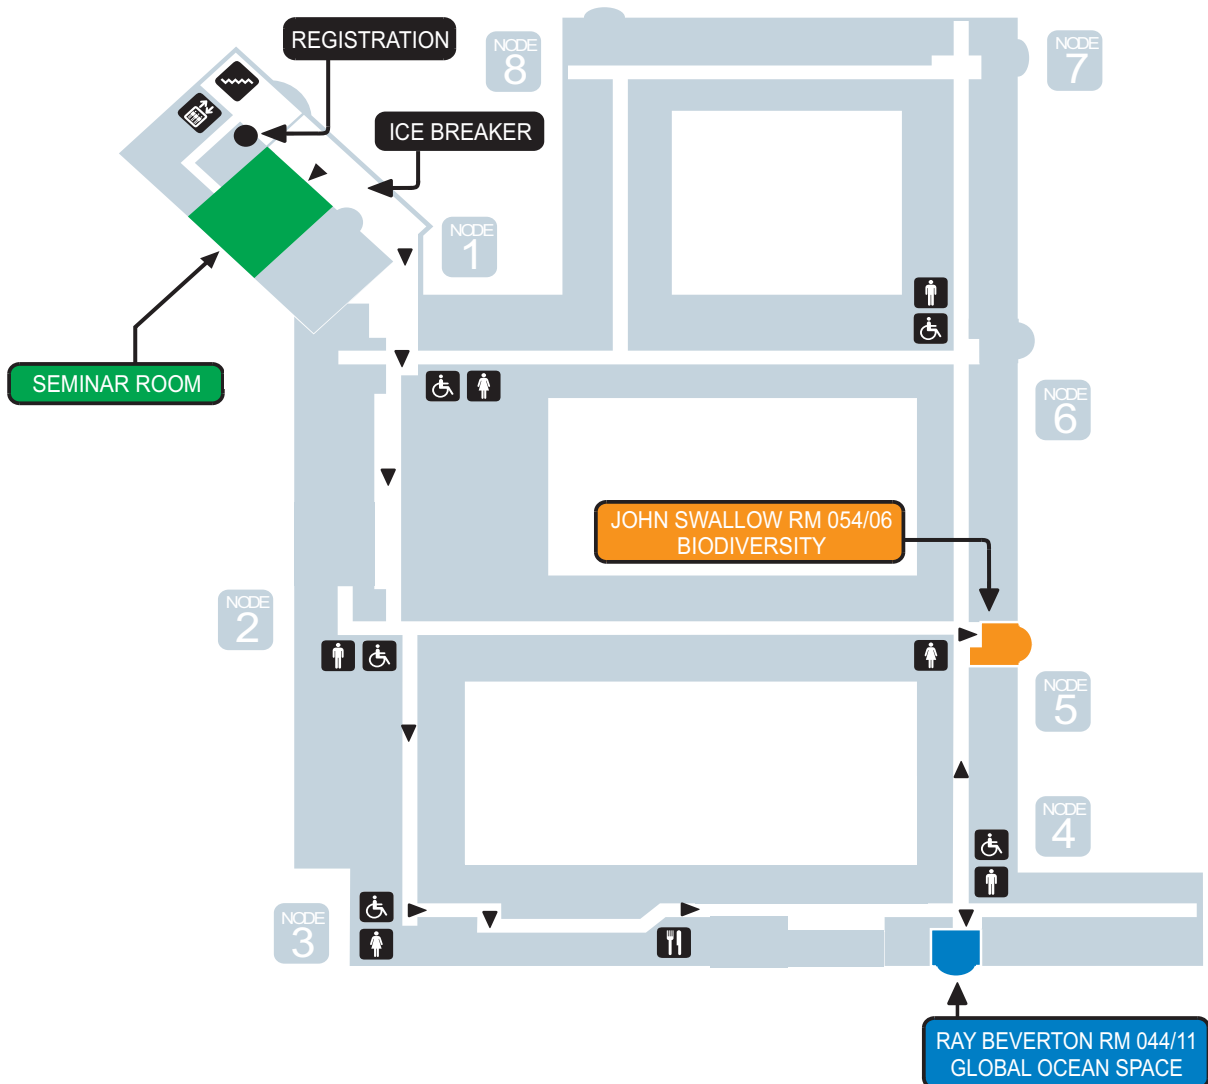 REGISTRATION
NODE
8
NODE
7
ICE BREAKER
NODE
1
SEMINAR ROOM
NODE
6
JOHN SWALLOW RM 054/06
BIODIVERSITY
NODE
2
NODE
5
NODE
4
NODE
3
RAY BEVERTON RM 044/11
GLOBAL OCEAN SPACE